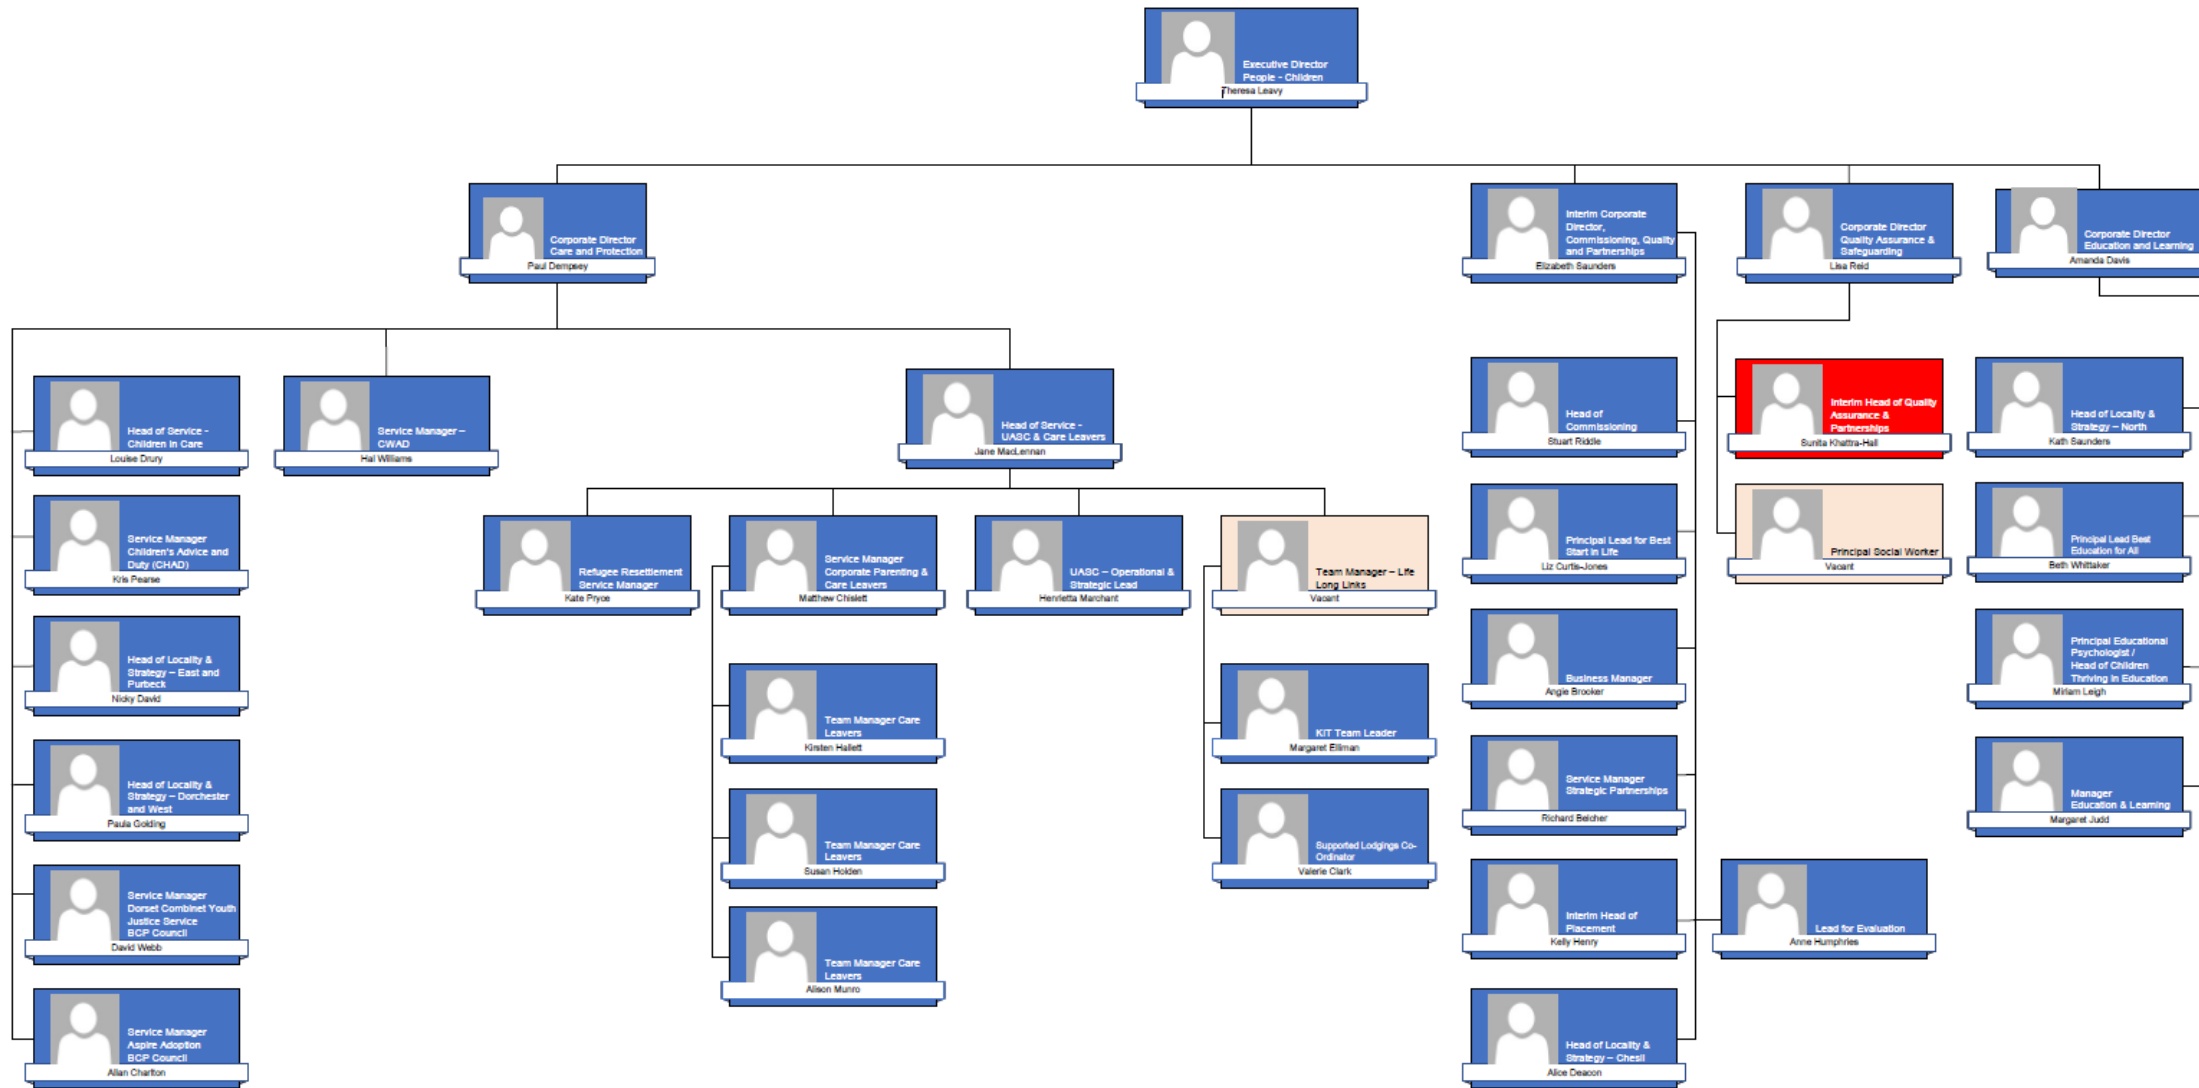 Executive Director
People - Children
Theresa Leavy
Corporate Director
Care and Protection
Paul Dempsey
Interim Corporate
Director,
Commissioning, Quality
and Partnerships
Elizabeth Saunders
Corporate Director
Quality Assurance &
Safeguarding
Lisa Reid
Corporate Director
Education and Learning
Amanda Davis
Head of Service -
Children in Care
Louise Drury
Service Manager –
CWAD
Hal Williams
Head of Service -
UASC & Care Leavers
Jane MacLennan
Head of
Commissioning
Stuart Riddle
Interim Head of Quality
Assurance &
Partnerships
Sunita Khattra-Hall
Head of Locality &
Strategy – North
Kath Saunders
Service Manager
Children's Advice and
Duty (CHAD)
Kris Pearse
Refugee Resettlement
Service Manager
Kate Pryce
Service Manager
Corporate Parenting &
Care Leavers
Matthew Chislett
UASC – Operational &
Strategic Lead
Henrietta Marchant
Team Manager – Life
Long Links
Vacant
Principal Lead for Best
Start in Life
Liz Curtis-Jones
Principal Social Worker
Vacant
Principal Lead Best
Education for All
Beth Whittaker
Head of Locality &
Strategy – East and
Purbeck
Nicky David
Team Manager Care
Leavers
Kirsten Hallett
KIT Team Leader
Margaret Elliman
Business Manager
Angie Brooker
Principal Educational
Psychologist /
Head of Children
Thriving in Education
Miriam Leigh
Head of Locality &
Strategy – Dorchester
and West
Paula Golding
Team Manager Care
Leavers
Susan Holden
Supported Lodgings Co-
Ordinator
Valerie Clark
Service Manager
Strategic Partnerships
Richard Belcher
Manager
Education & Learning
Margaret Judd
Service Manager
Dorset Combinet Youth
Justice Service
BCP Council
David Webb
Team Manager Care
Leavers
Alison Munro
Interim Head of
Placement
Kelly Henry
Lead for Evaluation
Anne Humphries
Service Manager
Aspire Adoption
BCP Council
Allan Charlton
Head of Locality &
Strategy – Chesil
Alice Deacon